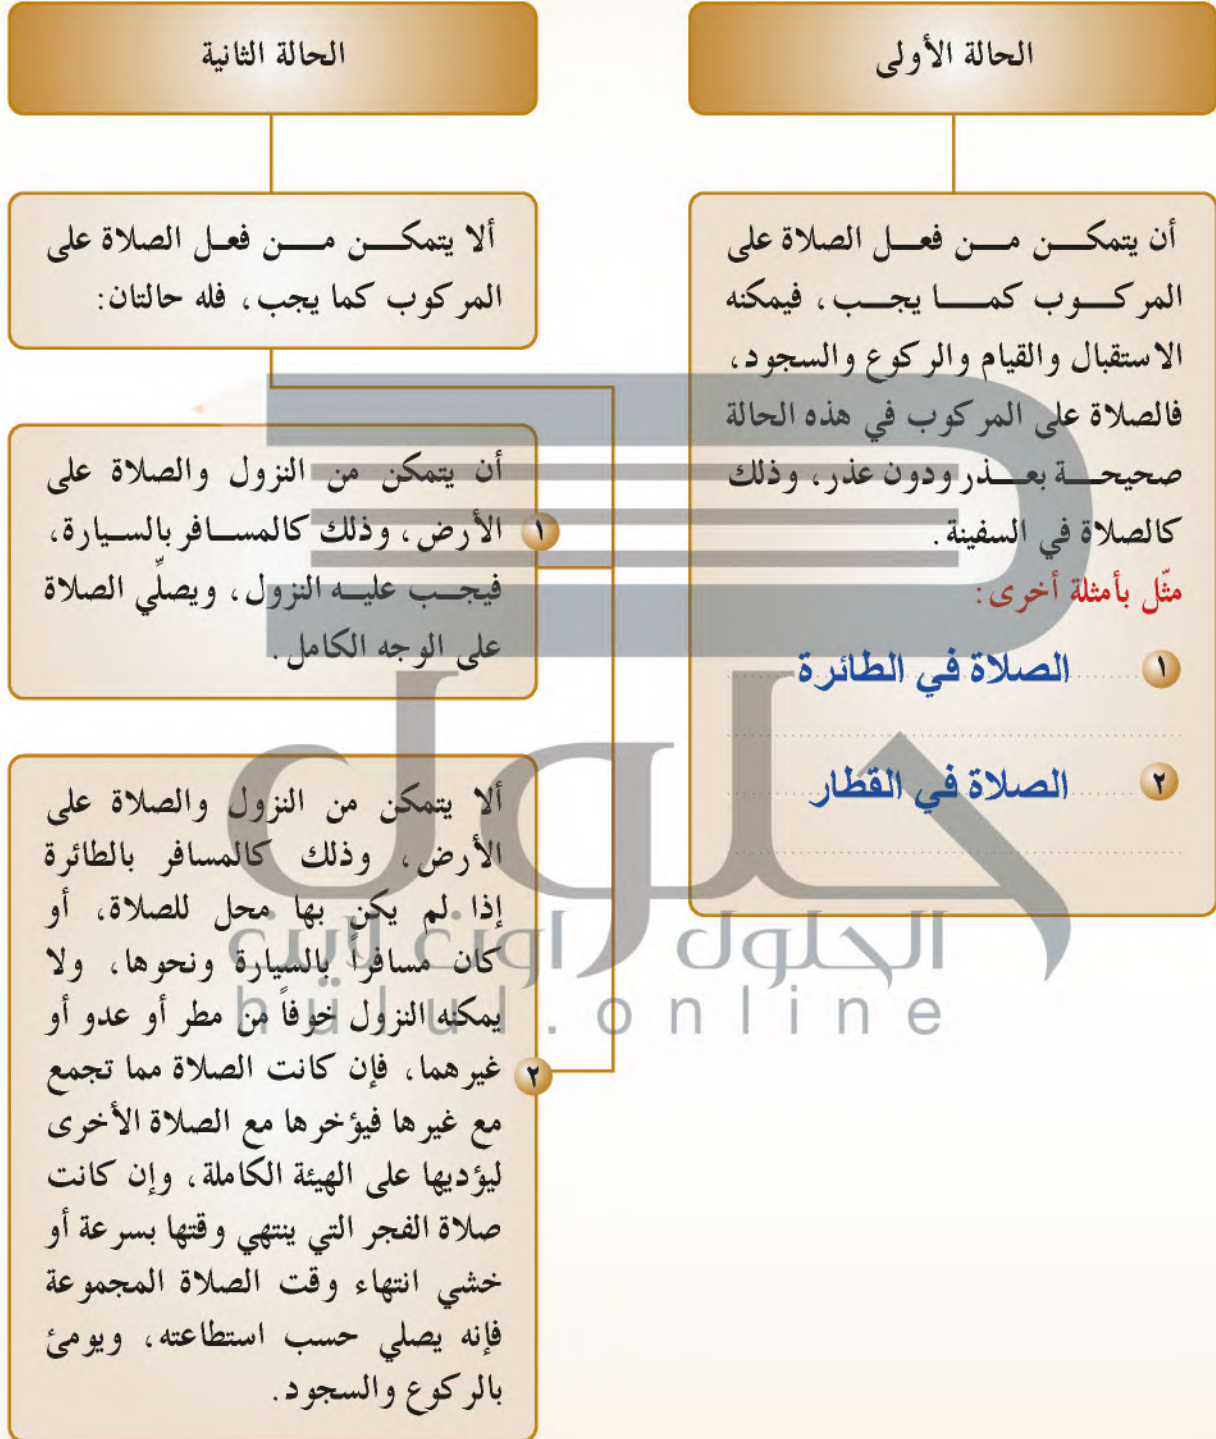 الحالة الأولى
أن يتمكن من فعل الصلاة على
المركوب كما يجب، فيمكنه
الاستقبال والقيام والركوع والسجود،
فالصلاة على المركوب في هذه الحالة
صحيحة بعذر ودون عذر، وذلك
كالصلاة في السفينة.
مثّل بأمثلة أخرى:
١ الصلاة في الطائرة
٢ الصلاة في القطار
الحالة الثانية
ألا يتمكن من فعل الصلاة على
المركوب كما يجب، فله حالتان:
١
أن يتمكن من النزول والصلاة على
الأرض، وذلك كالمسافر بالسيارة،
فيجب عليه النزول، ويصلِّي الصلاة
على الوجه الكامل.
٢
ألا يتمكن من النزول والصلاة على
الأرض، وذلك كالمسافر بالطائرة
إذا لم يكن بها محل للصلاة، أو
كان مسافراً بالسيارة ونحوها، ولا
يمكنه النزول خوفاً من مطر أو عدو أو
غيرهما، فإن كانت الصلاة مما تجمع
مع غيرها فيؤخرها مع الصلاة الأخرى
ليؤديها على الهيئة الكاملة، وإن كانت
صلاة الفجر التي ينتهي وقتها بسرعة أو
خشي انتهاء وقت الصلاة المجموعة
فإنه يصلي حسب استطاعته، ويومئ
بالركوع والسجود.
حلول
الحلول اون لاين
hulul.online